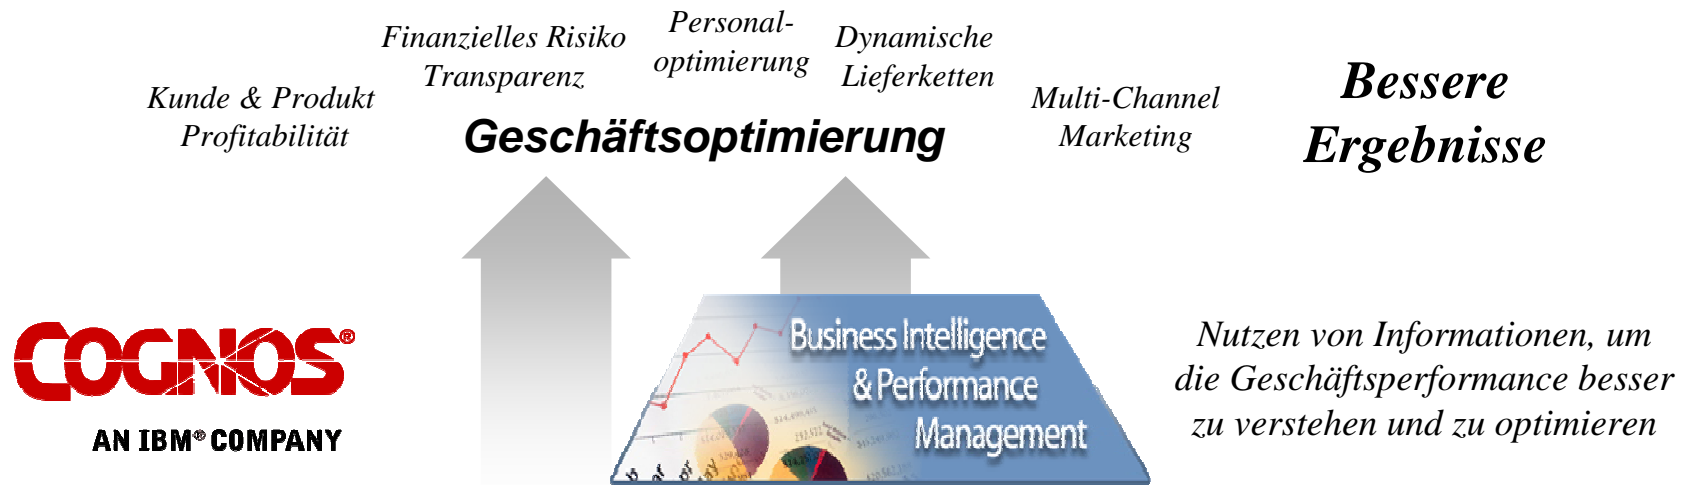 Personal-
optimierung
Finanzielles Risiko
Transparenz
Dynamische
Lieferketten
Kunde & Produkt
Profitabilität
Multi-Channel
Marketing
Geschäftsoptimierung
Bessere
Ergebnisse
COGNOS®
AN IBM® COMPANY
Business Intelligence
& Performance
Management
Nutzen von Informationen, um
die Geschäftsperformance besser
zu verstehen und zu optimieren